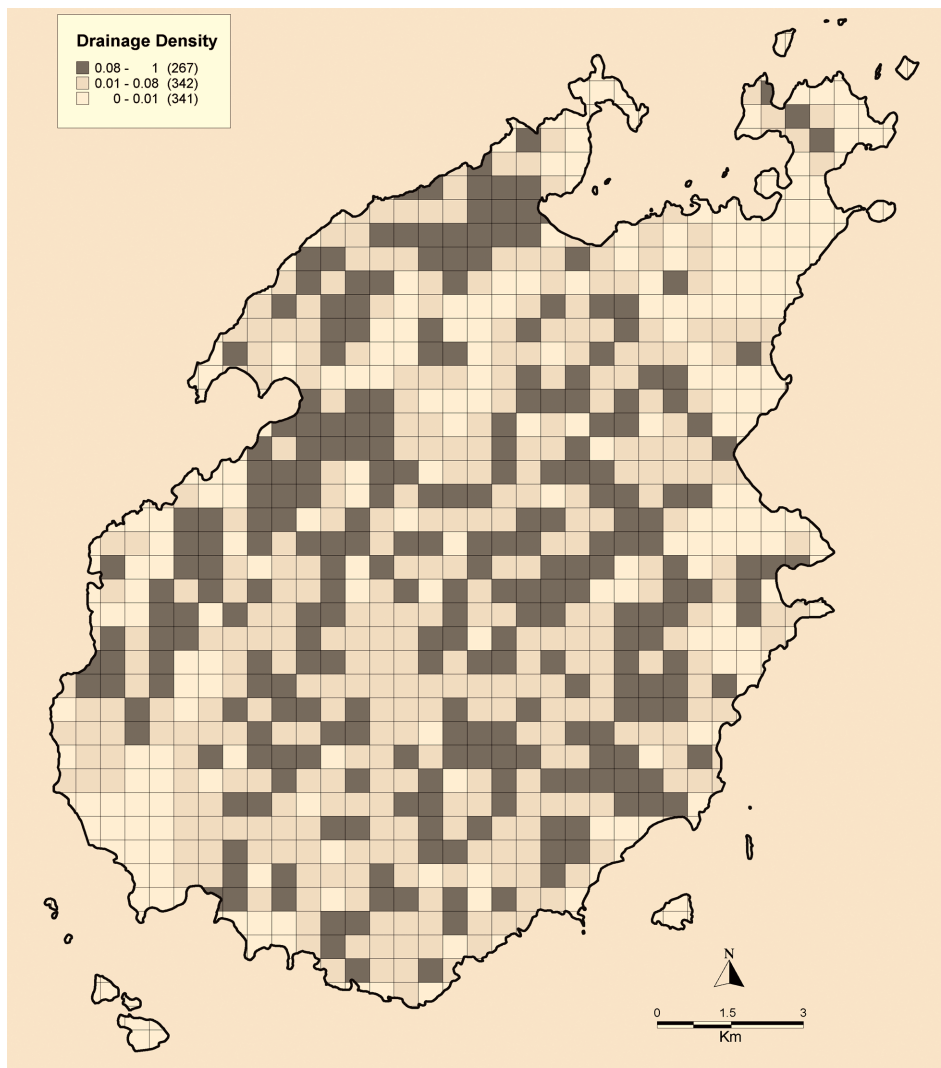 Drainage Density
0.08 - 1 (267)
0.01 - 0.08 (342)
0 - 0.01 (341)
N
0 1.5 3
Km